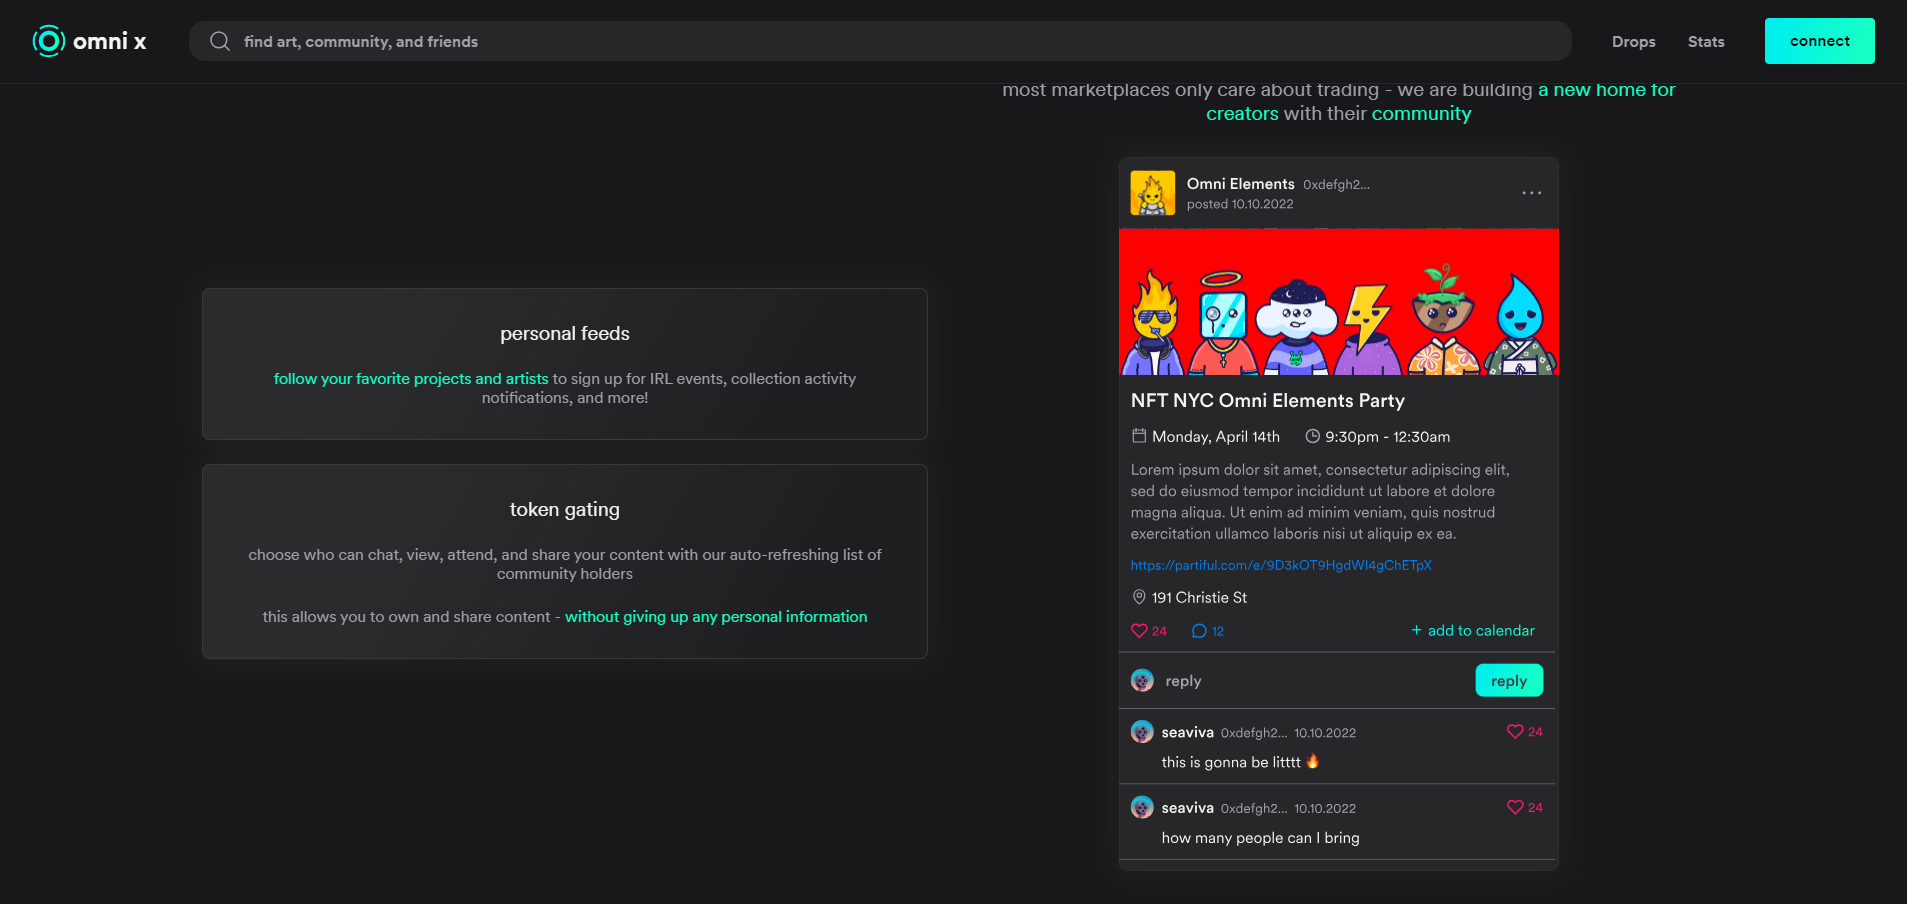 omni x
find art, community, and friends
Drops
Stats
connect
most marketplaces only care about trading - we are building a new home for
creators with their community
personal feeds
follow your favorite projects and artists to sign up for IRL events, collection activity
notifications, and more!
token gating
choose who can chat, view, attend, and share your content with our auto-refreshing list of
community holders
this allows you to own and share content - without giving up any personal information
Omni Elements 0xdefgh2...
posted 10.10.2022
NFT NYC Omni Elements Party
Monday, April 14th 9:30pm - 12:30am
Lorem ipsum dolor sit amet, consectetur adipiscing elit,
sed do eiusmod tempor incididunt ut labore et dolore
magna aliqua. Ut enim ad minim veniam, quis nostrud
exercitation ullamco laboris nisi ut aliquip ex ea.
https://partiful.com/e/9D3kOT9HgdWI4gChETpX
191 Christie St
24 12 + add to calendar
reply reply
seaviva 0xdefgh2... 10.10.2022 24
this is gonna be litttt 🔥
seaviva 0xdefgh2... 10.10.2022 24
how many people can I bring